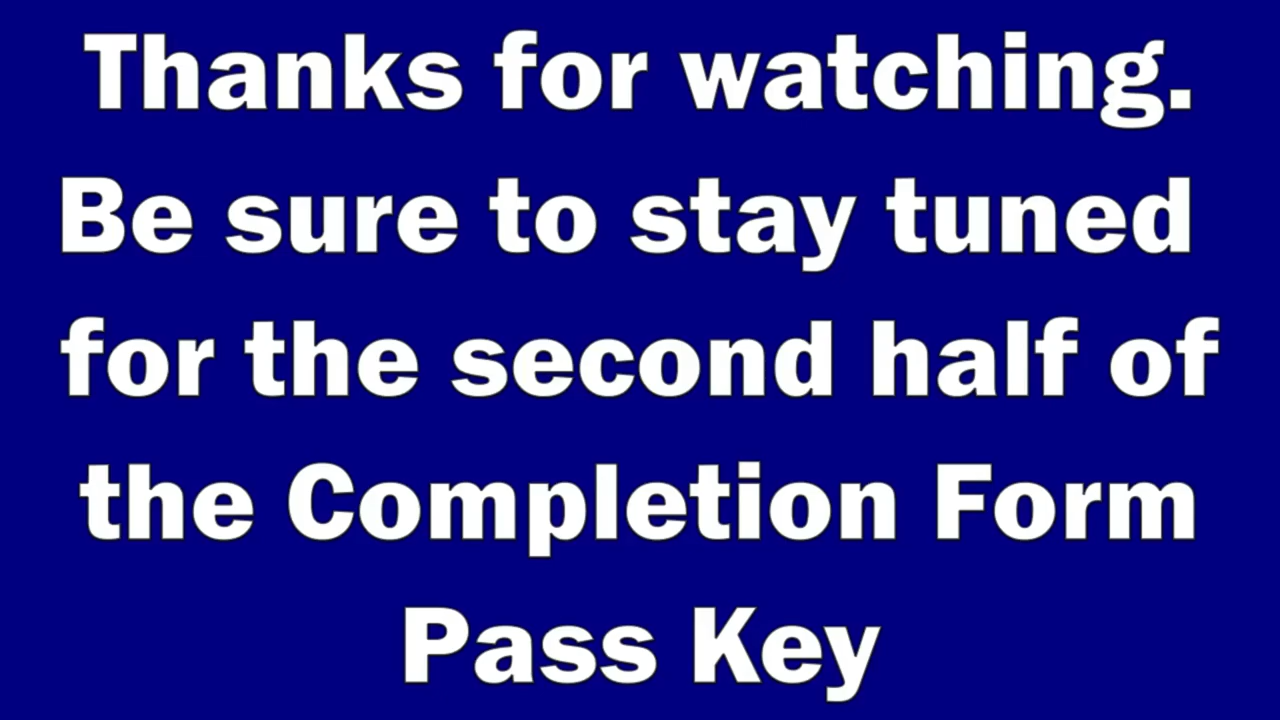 Thanks for watching.
Be sure to stay tuned
for the second half of
the Completion Form
Pass Key